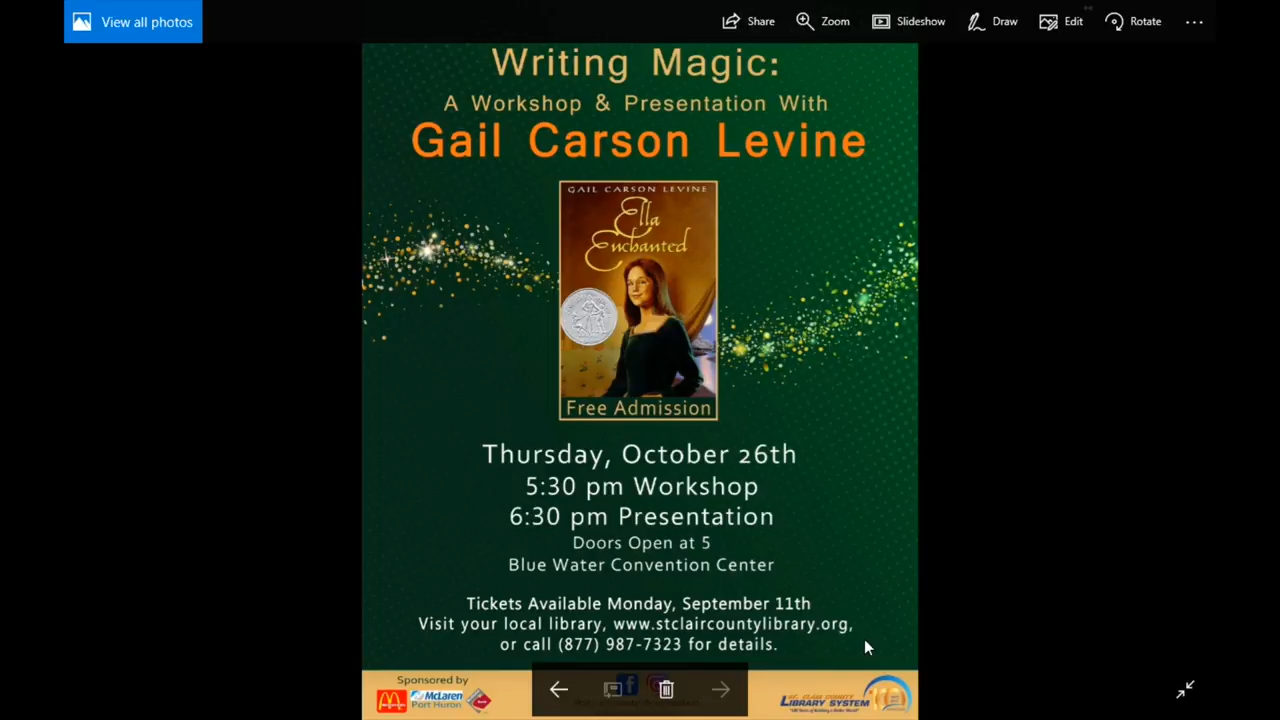 View all photos
Share
Zoom
Slideshow
Draw
Edit
Rotate
Writing Magic:
A Workshop & Presentation With
Gail Carson Levine
GAIL CARSON LEVINE
Ella
Enchanted
Free Admission
Thursday, October 26th
5:30 pm Workshop
6:30 pm Presentation
Doors Open at 5
Blue Water Convention Center
Tickets Available Monday, September 11th
Visit your local library, www.stclaircountylibrary.org,
or call (877) 987-7323 for details.
Sponsored by
McLaren
Port Huron
ST. CLAIR COUNTY
LIBRARY SYSTEM